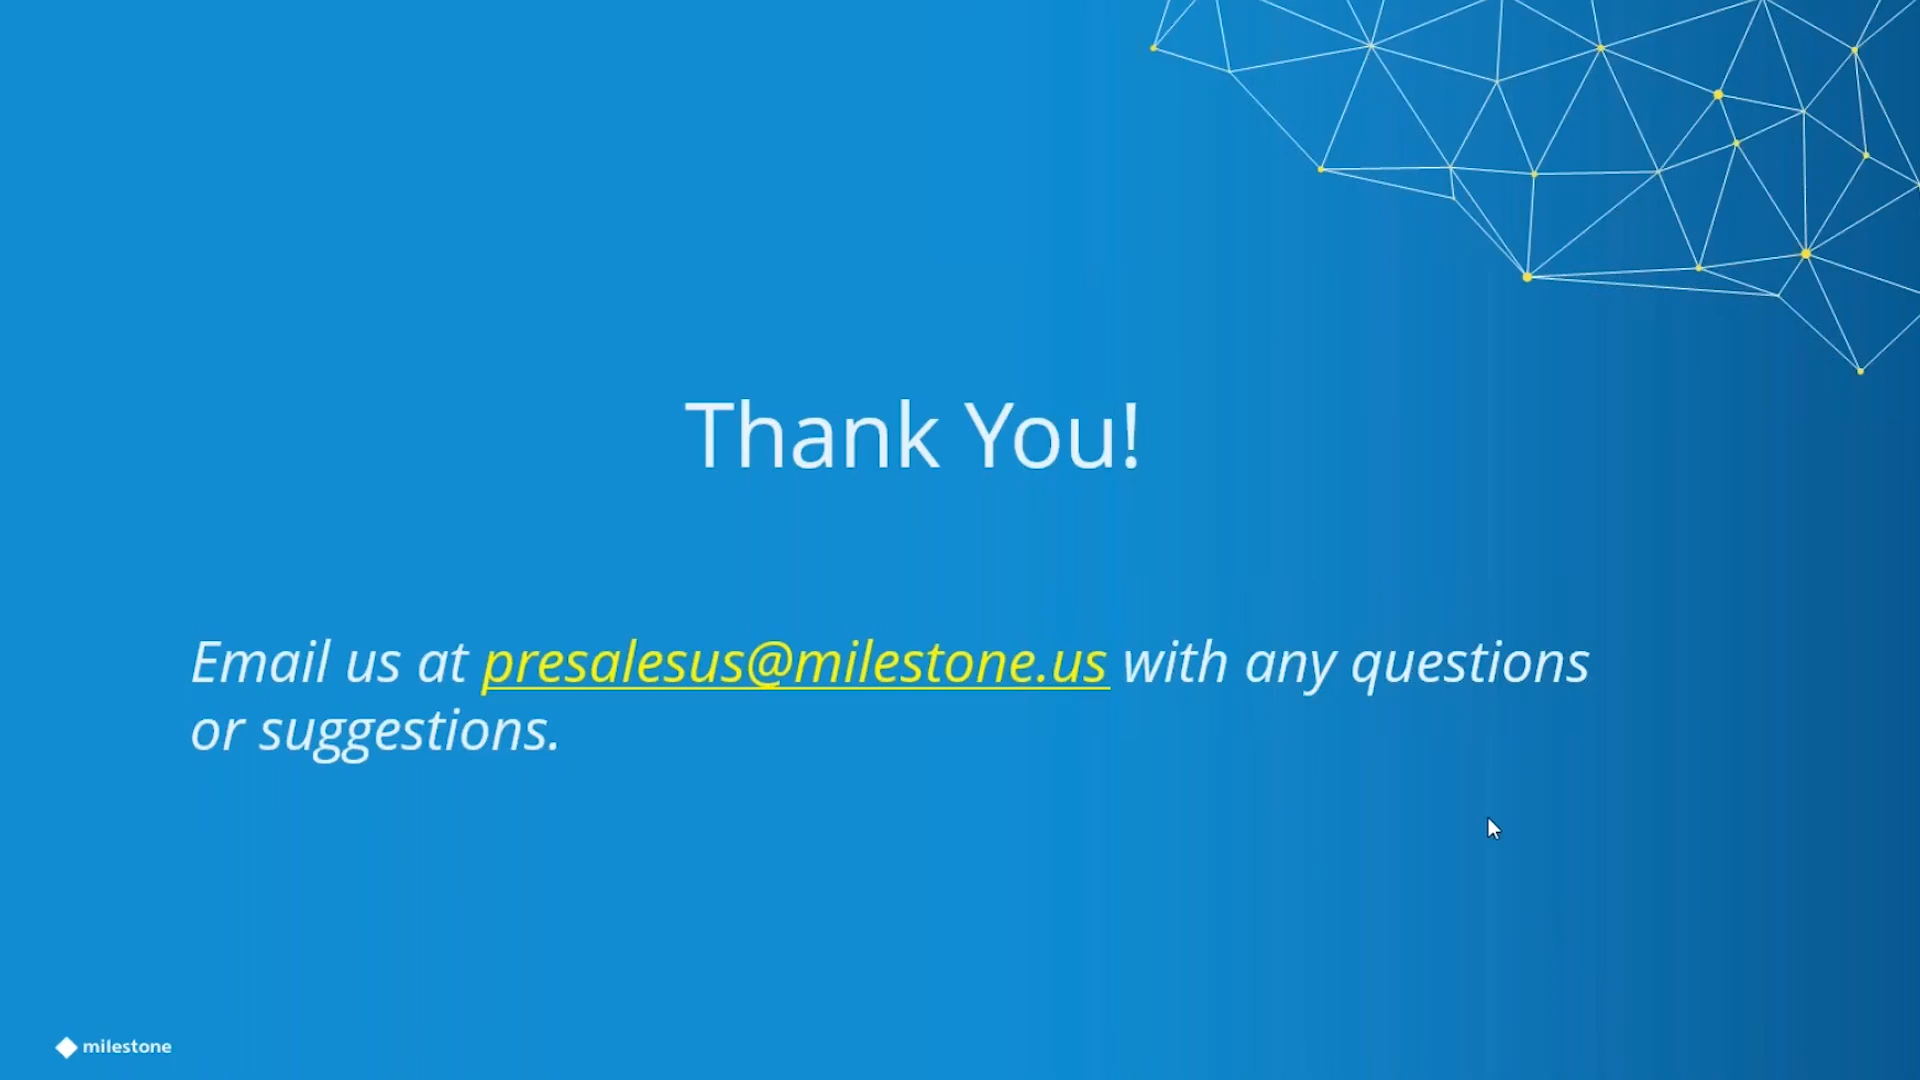 Thank You!
Email us at presalesus@milestone.us with any questions
or suggestions.
milestone